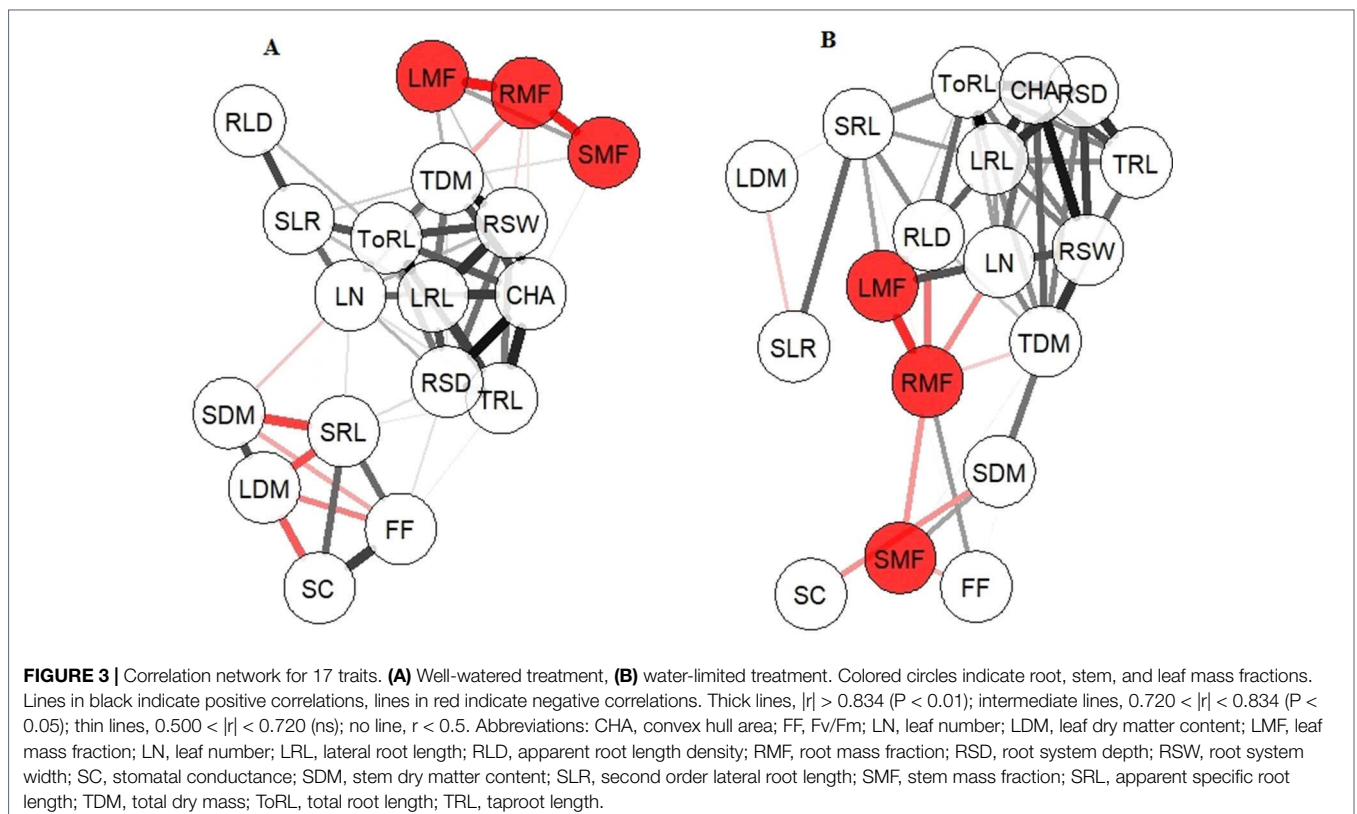 A
B
LMF
RMF
SMF
RLD
TDM
SLR
ToRL
RSW
LN
LRL
CHA
RSD
TRL
SDM
SRL
LDM
FF
SC
ToRL
CHA
RSD
SRL
LRL
TRL
LDM
RLD
LN
RSW
LMF
SLR
TDM
RMF
SDM
SMF
SC
FF
FIGURE 3 | Correlation network for 17 traits. (A) Well-watered treatment, (B) water-limited treatment. Colored circles indicate root, stem, and leaf mass fractions.
Lines in black indicate positive correlations, lines in red indicate negative correlations. Thick lines, |r| > 0.834 (P < 0.01); intermediate lines, 0.720 < |r| < 0.834 (P <
0.05); thin lines, 0.500 < |r| < 0.720 (ns); no line, r < 0.5. Abbreviations: CHA, convex hull area; FF, Fv/Fm; LN, leaf number; LDM, leaf dry matter content; LMF, leaf
mass fraction; LN, leaf number; LRL, lateral root length; RLD, apparent root length density; RMF, root mass fraction; RSD, root system depth; RSW, root system
width; SC, stomatal conductance; SDM, stem dry matter content; SLR, second order lateral root length; SMF, stem mass fraction; SRL, apparent specific root
length; TDM, total dry mass; ToRL, total root length; TRL, taproot length.